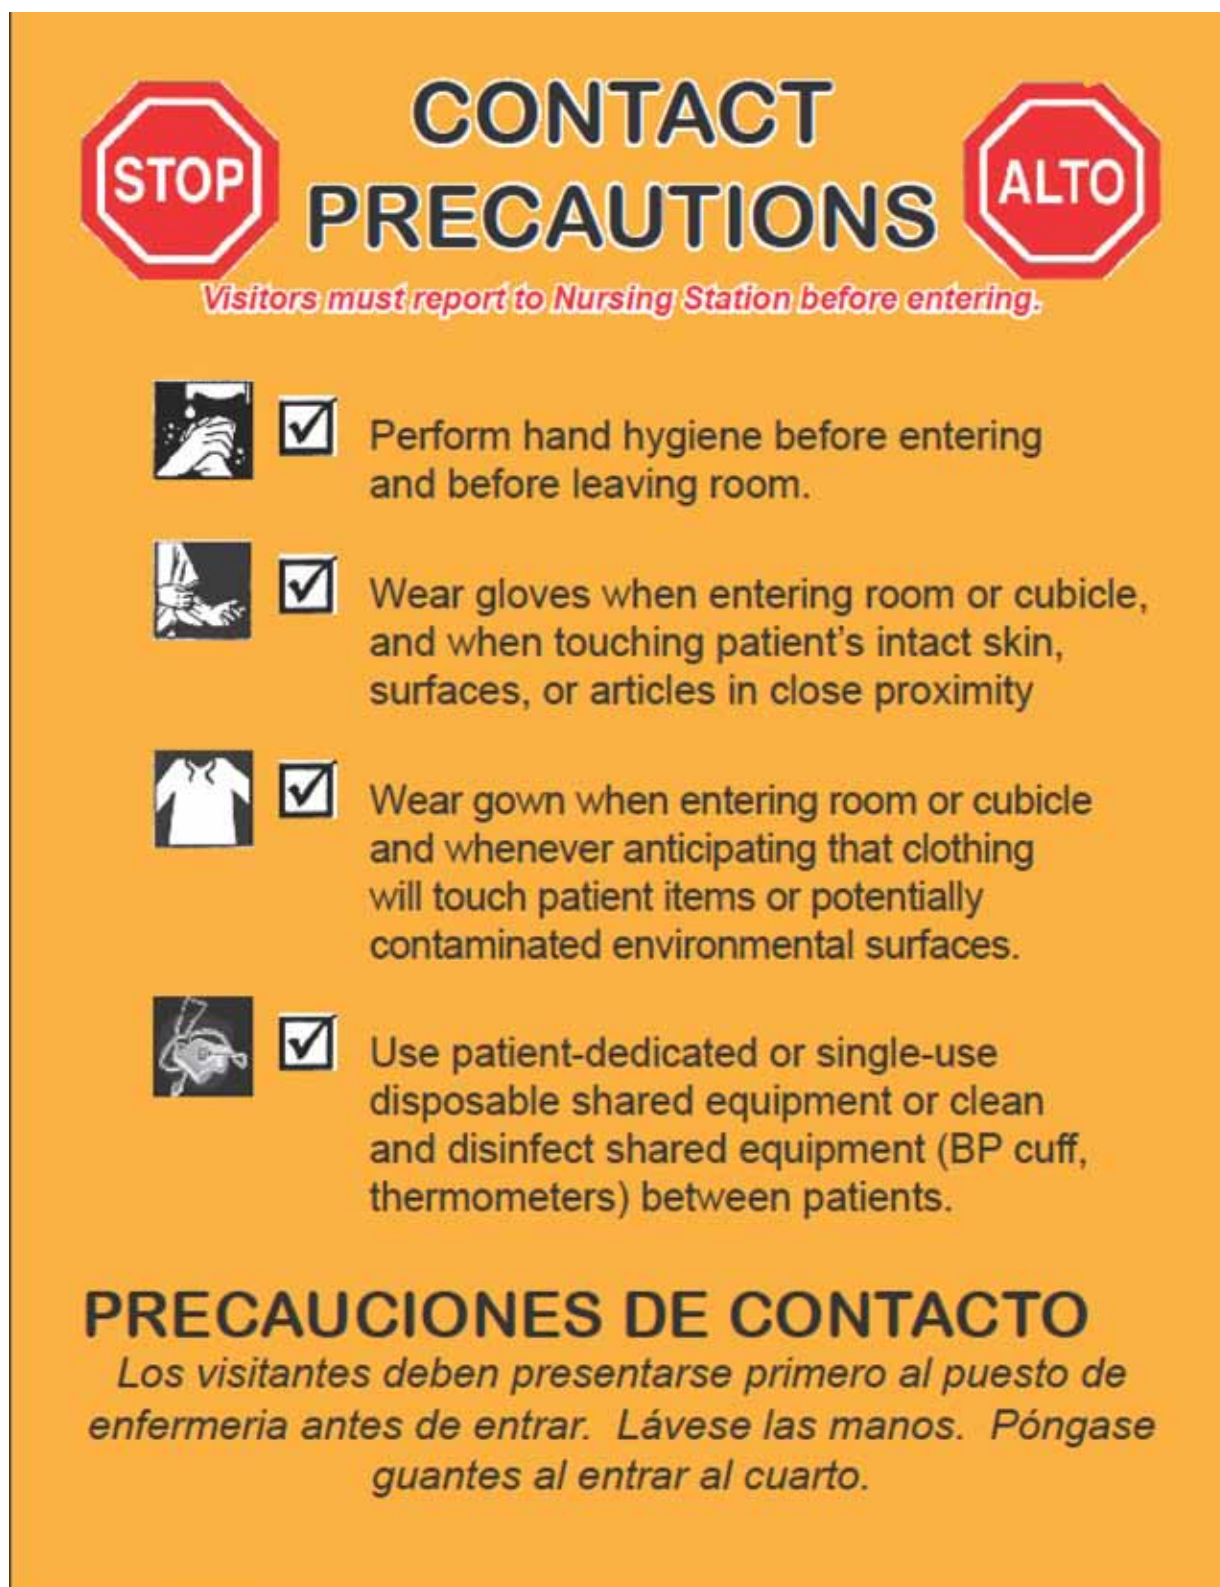 STOP
CONTACT
PRECAUTIONS
ALTO
Visitors must report to Nursing Station before entering.
Perform hand hygiene before entering
and before leaving room.
Wear gloves when entering room or cubicle,
and when touching patient's intact skin,
surfaces, or articles in close proximity
Wear gown when entering room or cubicle
and whenever anticipating that clothing
will touch patient items or potentially
contaminated environmental surfaces.
Use patient-dedicated or single-use
disposable shared equipment or clean
and disinfect shared equipment (BP cuff,
thermometers) between patients.
PRECAUCIONES DE CONTACTO
Los visitantes deben presentarse primero al puesto de
enfermeria antes de entrar.  Lávese las manos.  Póngase
guantes al entrar al cuarto.